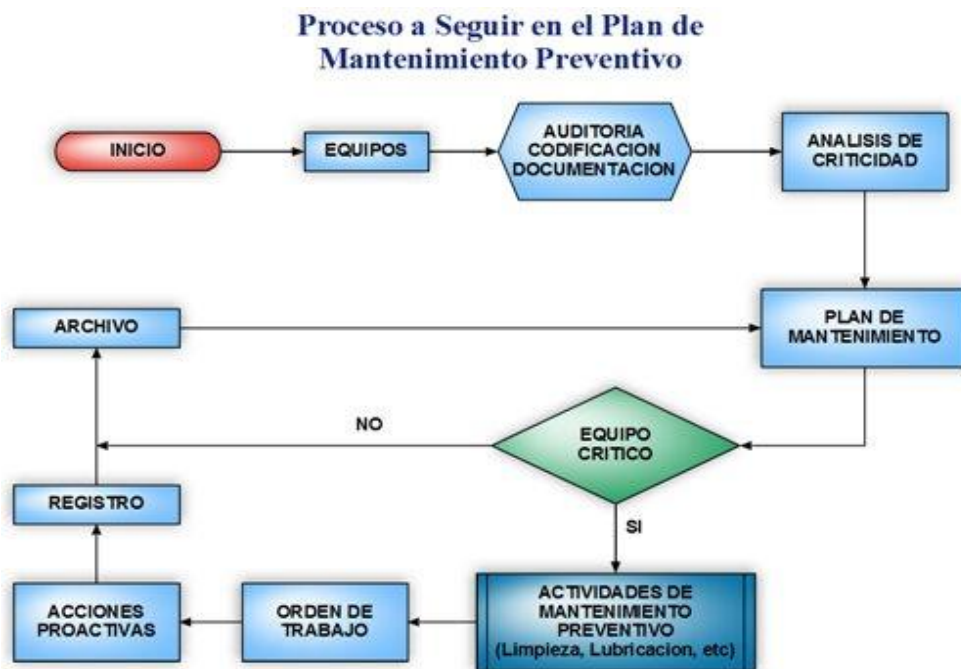 Proceso a Seguir en el Plan de
Mantenimiento Preventivo
INICIO
EQUIPOS
AUDITORIA
CODIFICACION
DOCUMENTACION
ANALISIS DE
CRITICIDAD
ARCHIVO
PLAN DE
MANTENIMIENTO
NO
EQUIPO
CRITICO
REGISTRO
SI
ACCIONES
PROACTIVAS
ORDEN DE
TRABAJO
ACTIVIDADES DE
MANTENIMIENTO
PREVENTIVO
(Limpieza, Lubricacion, etc)